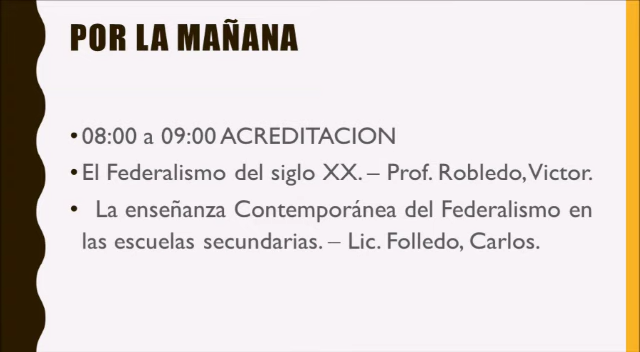 POR LA MAÑANA
•08:00 a 09:00 ACREDITACION
•El Federalismo del siglo XX. – Prof. Robledo, Victor.
• La enseñanza Contemporánea del Federalismo en
las escuelas secundarias. – Lic. Folledo, Carlos.